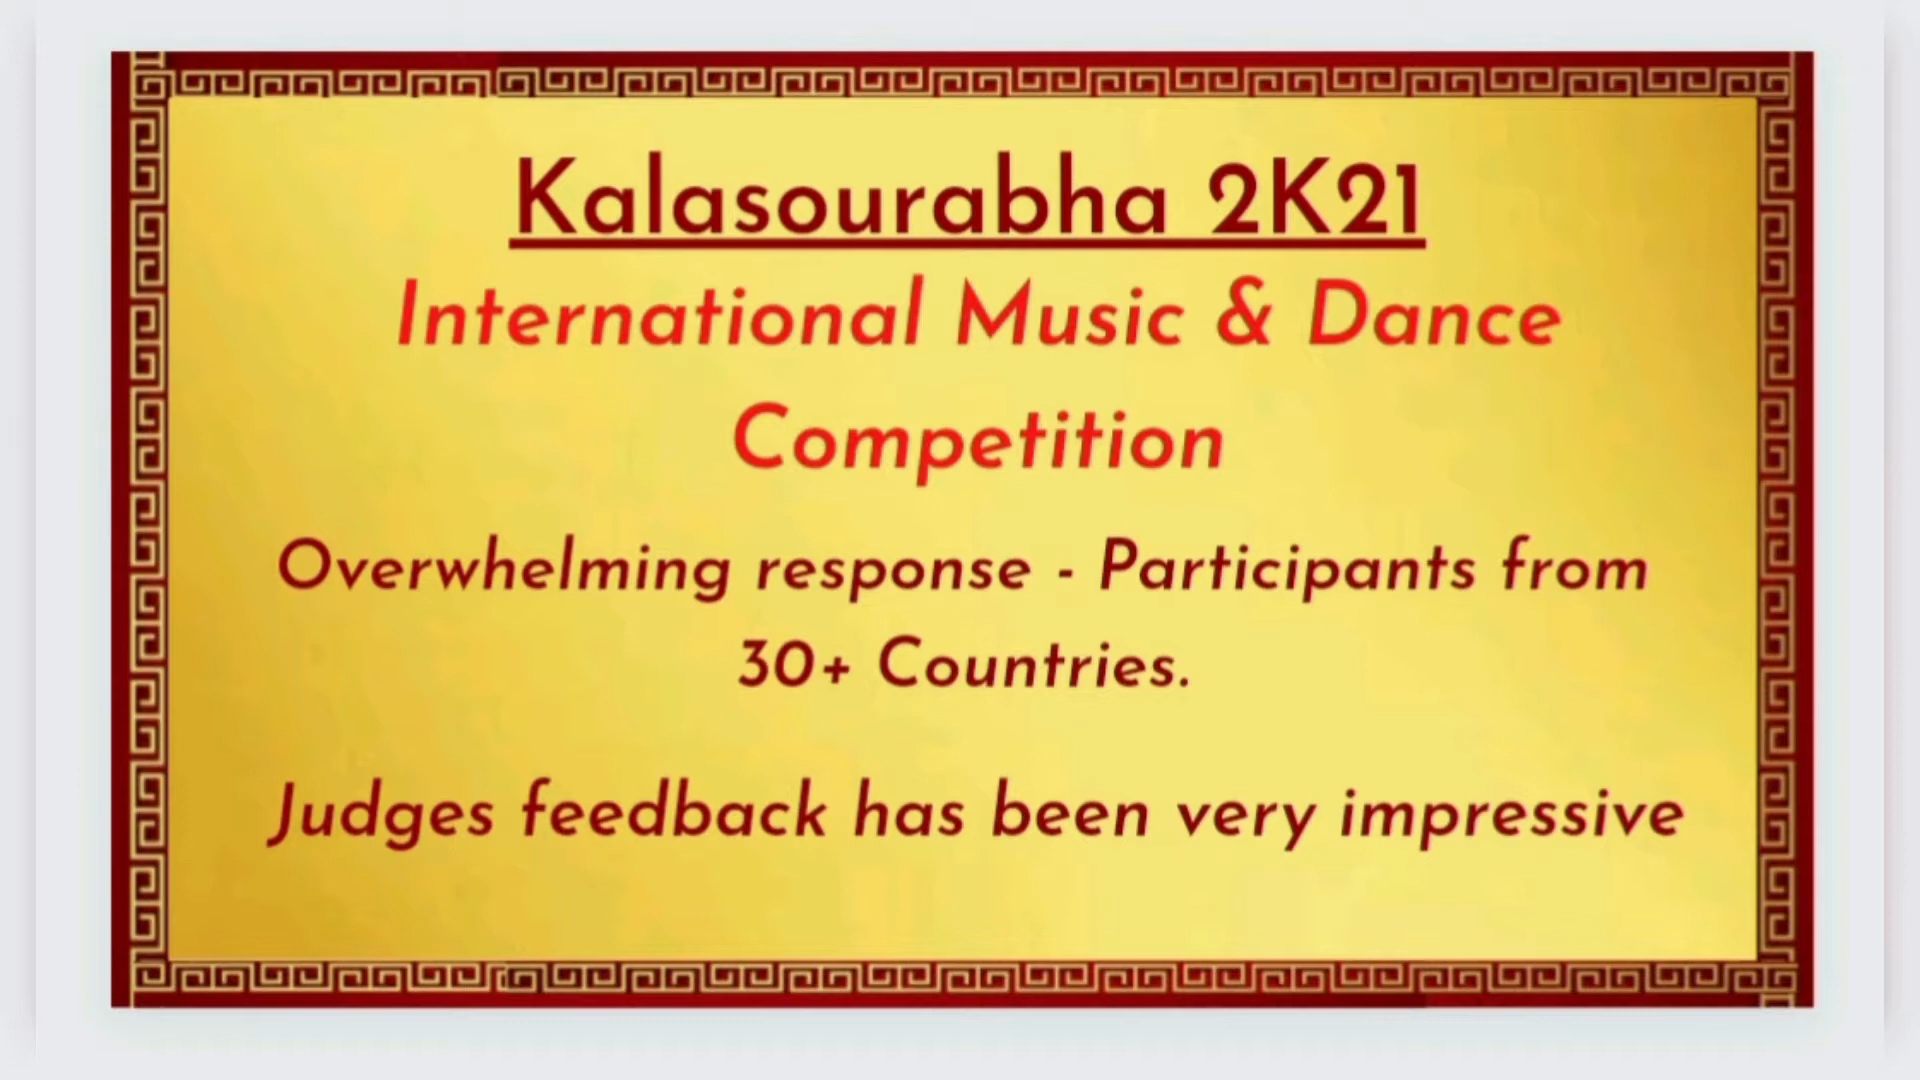 Kalasourabha 2K21
International Music & Dance
Competition
Overwhelming response - Participants from
30+ Countries.
Judges feedback has been very impressive